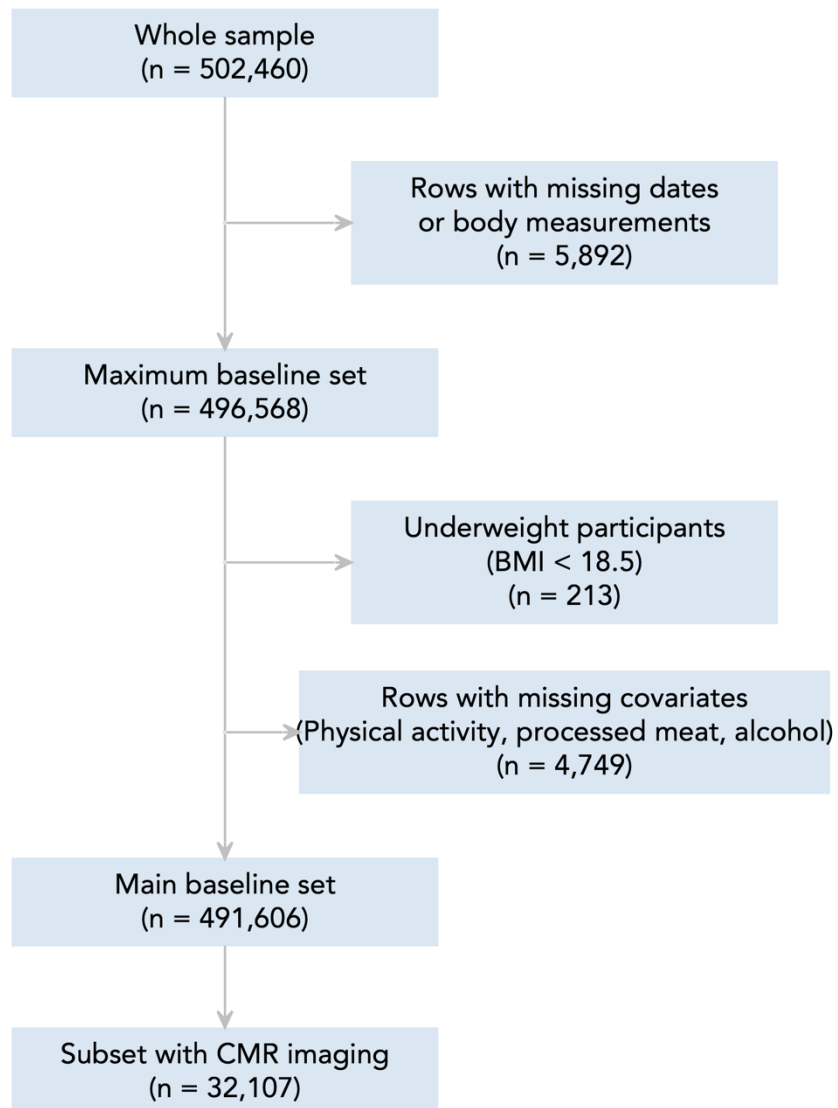 Whole sample
(n = 502,460)
Rows with missing dates
or body measurements
(n = 5,892)
Maximum baseline set
(n = 496,568)
Underweight participants
(BMI < 18.5)
(n = 213)
Rows with missing covariates
(Physical activity, processed meat, alcohol)
(n = 4,749)
Main baseline set
(n = 491,606)
Subset with CMR imaging
(n = 32,107)